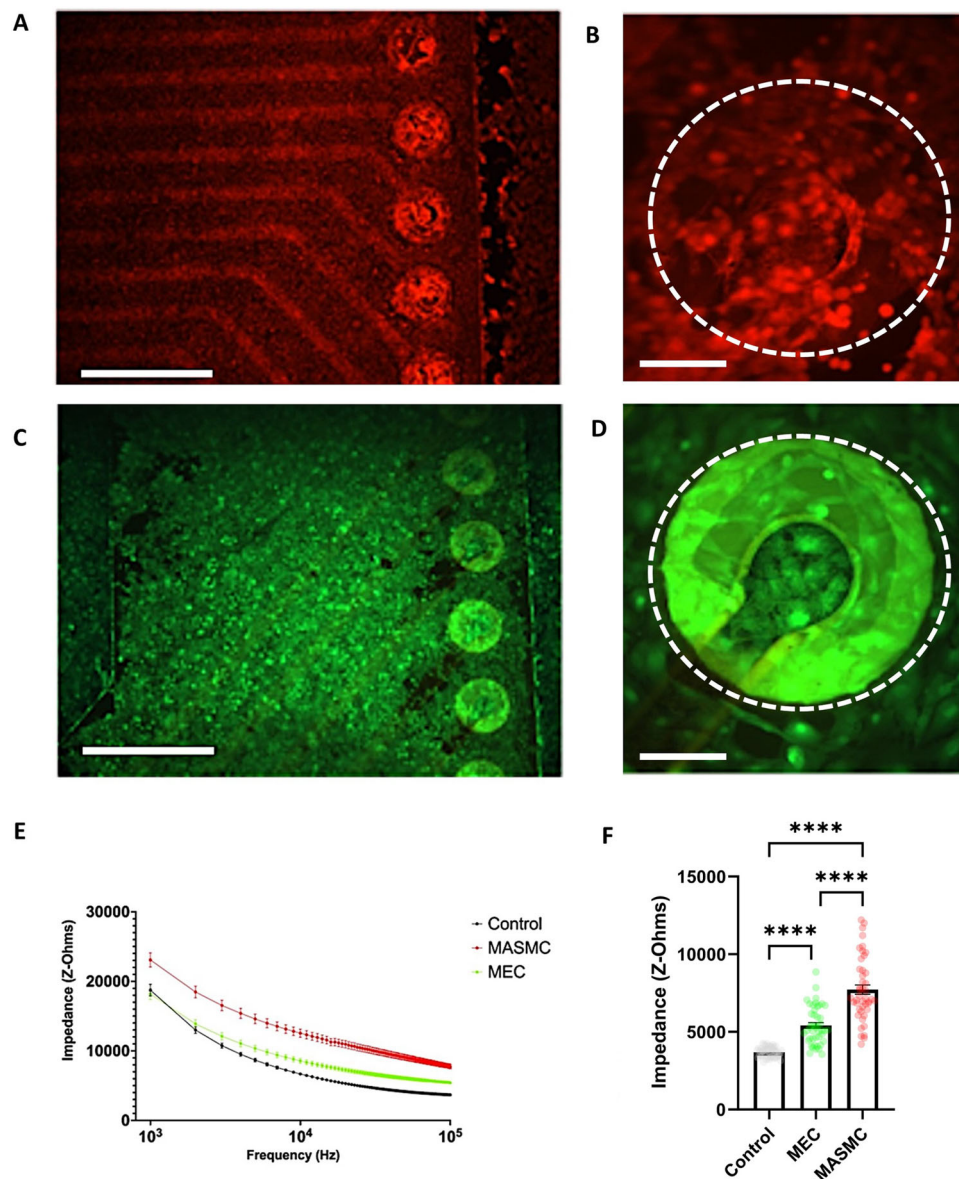 A
B
C
D
E
Impedance (Z-Ohms)
30000
20000
10000
0
10³
10⁴
10⁵
Frequency (Hz)
Control
MASMC
MEC
F
****
****
****
Impedance (Z-Ohms)
15000
10000
5000
0
Control
MEC
MASMC